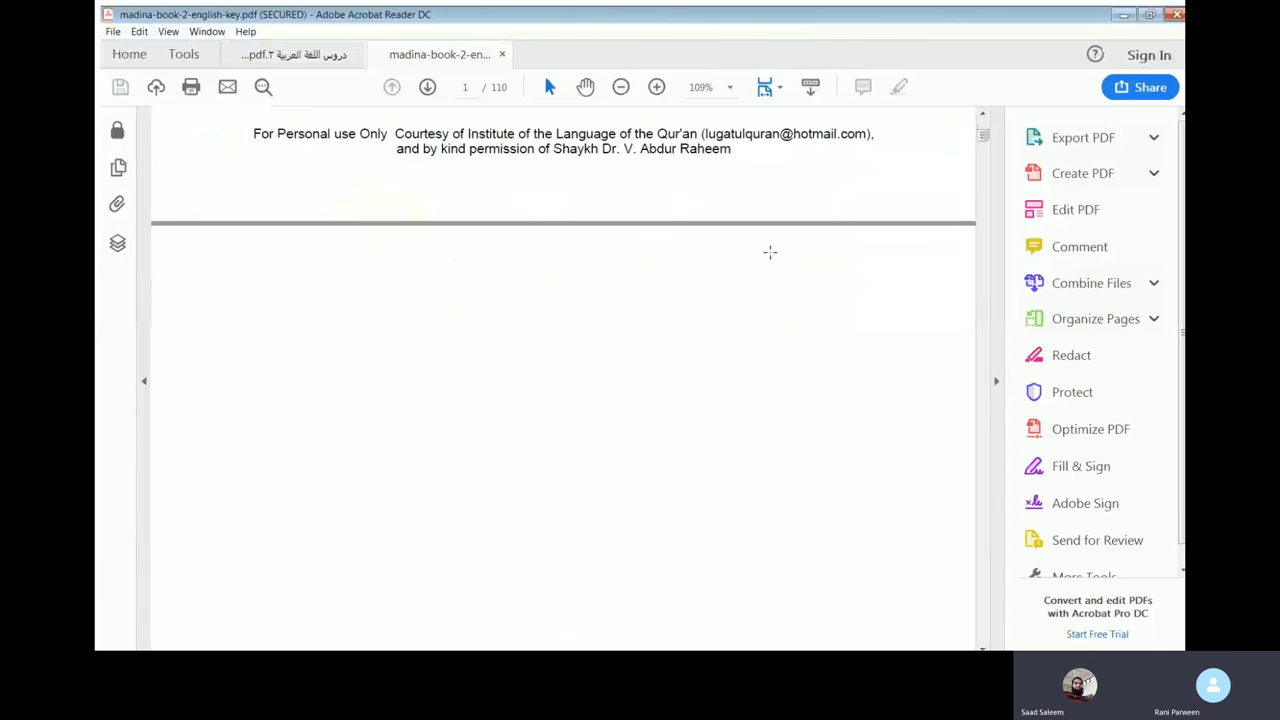 madina-book-2-english-key.pdf (SECURED) - Adobe Acrobat Reader DC
File Edit View Window Help
Home Tools دروس اللغة العربية ٣.pdf... madina-book-2-en... × Sign In
1 / 110 109% Share
For Personal use Only Courtesy of Institute of the Language of the Qur'an (lugatulquran@hotmail.com),
and by kind permission of Shaykh Dr. V. Abdur Raheem
Export PDF
Create PDF
Edit PDF
Comment
Combine Files
Organize Pages
Redact
Protect
Optimize PDF
Fill & Sign
Adobe Sign
Send for Review
More Tools
Convert and edit PDFs
with Acrobat Pro DC
Start Free Trial
Saad Saleem Rani Parween